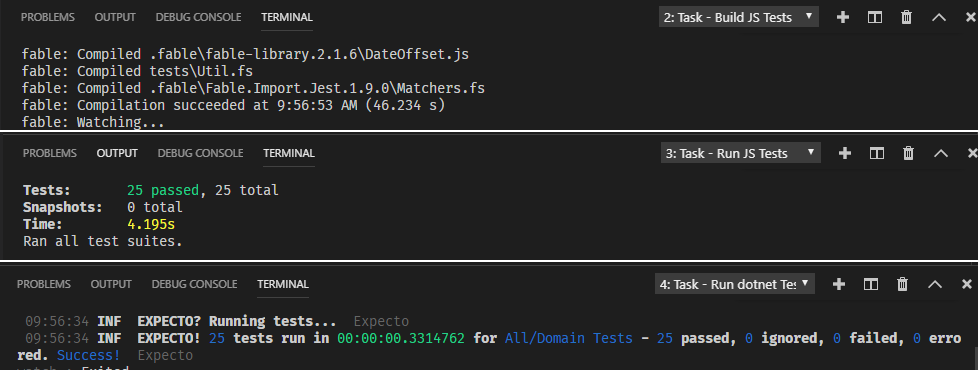 PROBLEMS OUTPUT DEBUG CONSOLE TERMINAL 2: Task - Build JS Tests
fable: Compiled .fable\fable-library.2.1.6\DateOffset.js
fable: Compiled tests\Util.fs
fable: Compiled .fable\Fable.Import.Jest.1.9.0\Matchers.fs
fable: Compilation succeeded at 9:56:53 AM (46.234 s)
fable: Watching...
PROBLEMS OUTPUT DEBUG CONSOLE TERMINAL 3: Task - Run JS Tests
Tests: 25 passed, 25 total
Snapshots: 0 total
Time: 4.195s
Ran all test suites.
PROBLEMS OUTPUT DEBUG CONSOLE TERMINAL 4: Task - Run dotnet Tes
09:56:34 INF EXPECTO? Running tests... Expecto
09:56:34 INF EXPECTO! 25 tests run in 00:00:00.3314762 for All/Domain Tests – 25 passed, 0 ignored, 0 failed, 0 erro
red. Success! Expecto
watch : Exited